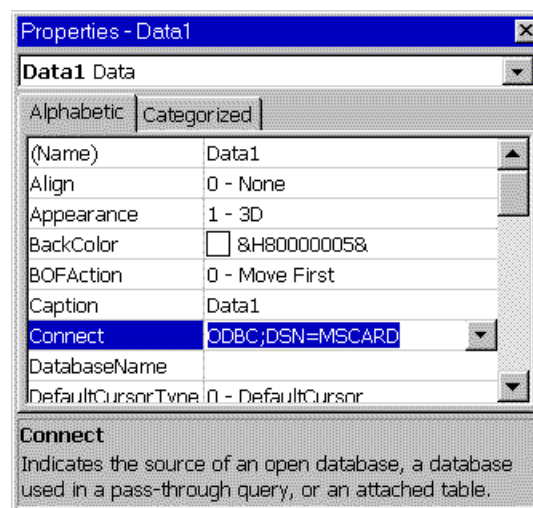 Properties - Data1
Data1 Data
Alphabetic Categorized
(Name) Data1
Align 0 - None
Appearance 1 - 3D
BackColor &H80000005&
BOFAction 0 - Move First
Caption Data1
Connect ODBC;DSN=MSCARD
DatabaseName
DefaultCursorType 0 - DefaultCursor
Connect
Indicates the source of an open database, a database
used in a pass-through query, or an attached table.